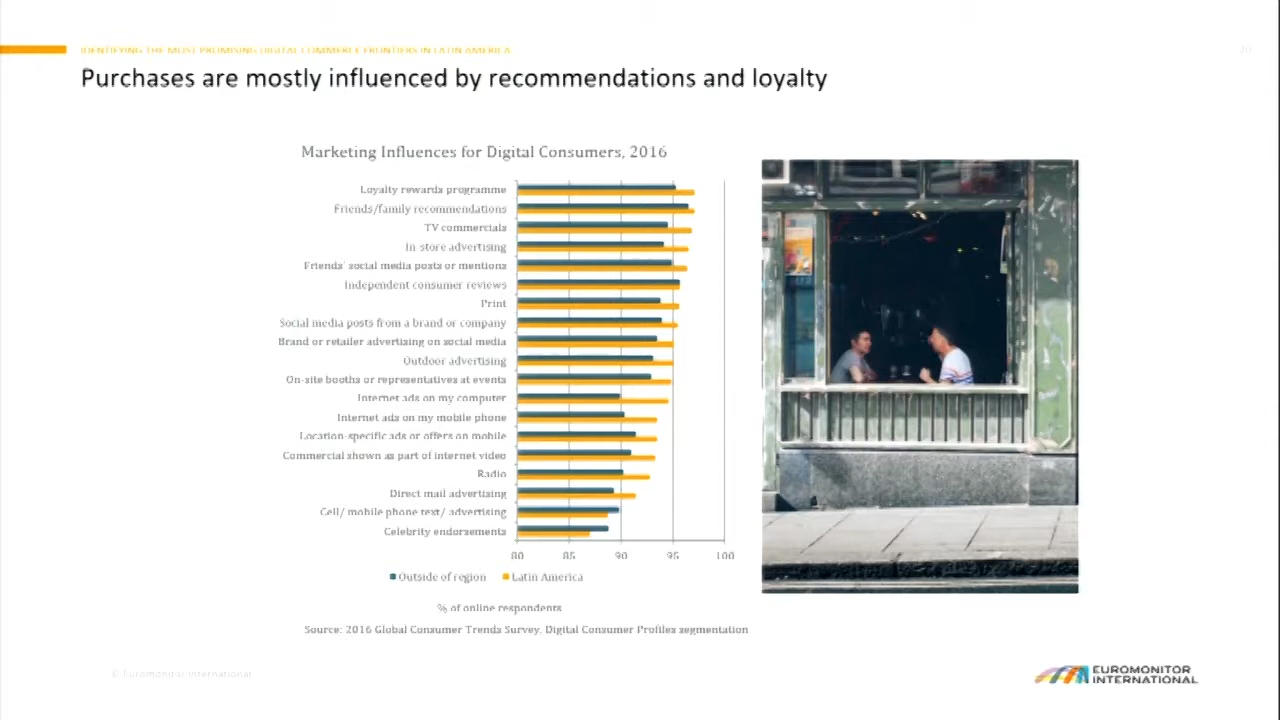 IDENTIFYING THE MOST PROMISING DIGITAL COMMERCE FRONTIERS IN LATIN AMERICA
20
Purchases are mostly influenced by recommendations and loyalty
Marketing Influences for Digital Consumers, 2016
Loyalty rewards programme
Friends/family recommendations
TV commercials
In-store advertising
Friends' social media posts or mentions
Independent consumer reviews
Print
Social media posts from a brand or company
Brand or retailer advertising on social media
Outdoor advertising
On-site booths or representatives at events
Internet ads on my computer
Internet ads on my mobile phone
Location-specific ads or offers on mobile
Commercial shown as part of internet video
Radio
Direct mail advertising
Cell/ mobile phone text/ advertising
Celebrity endorsements
80 85 90 95 100
Outside of region Latin America
% of online respondents
Source: 2016 Global Consumer Trends Survey, Digital Consumer Profiles segmentation
© Euromonitor International
EUROMONITOR
INTERNATIONAL